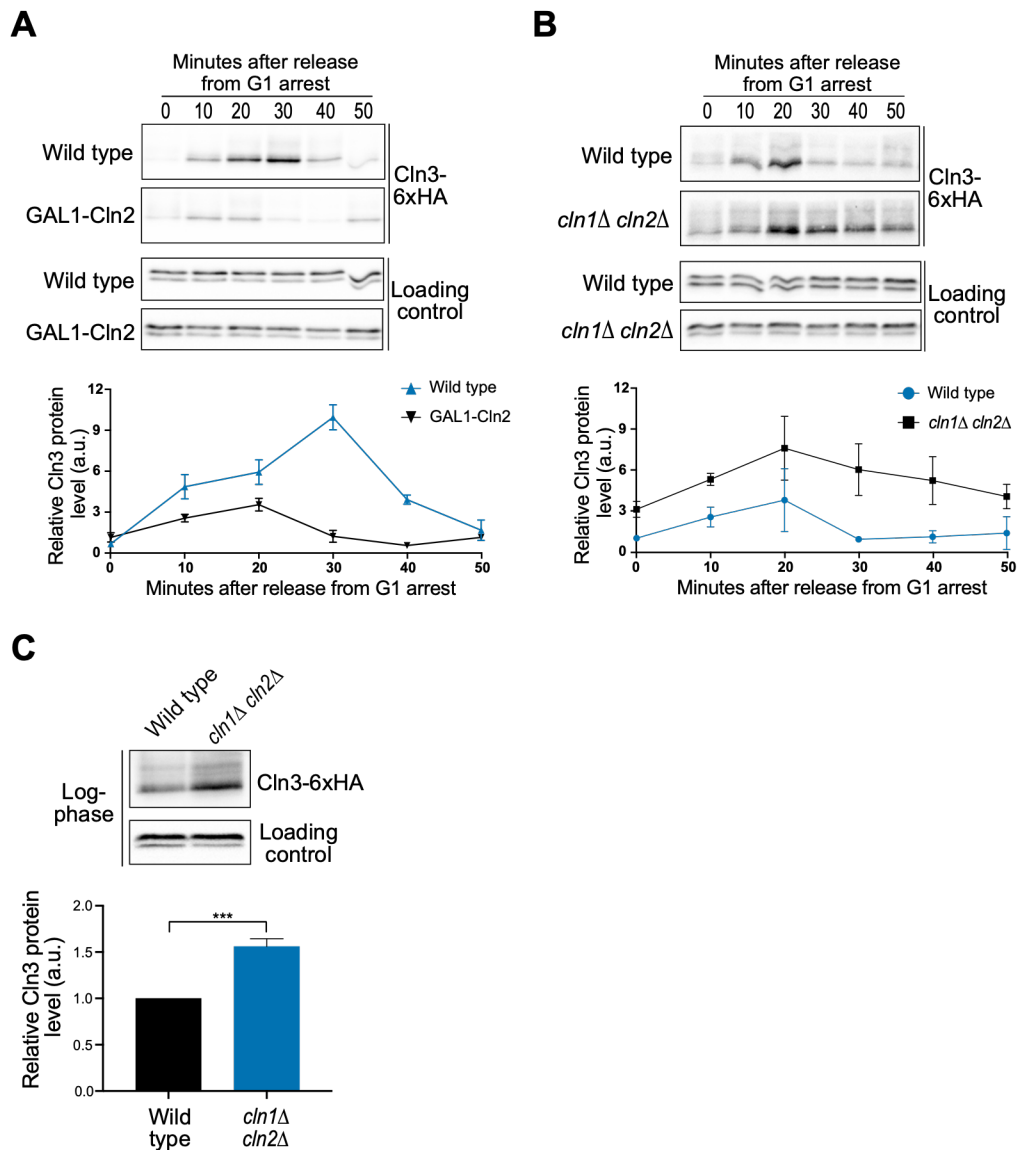 A
Minutes after release
from G1 arrest
0 10 20 30 40 50
Wild type
GAL1-Cln2
Cln3-
6xHA
Wild type
GAL1-Cln2
Loading
control
Relative Cln3 protein
level (a.u.)
12
9
6
3
0
Wild type
GAL1-Cln2
0 10 20 30 40 50
Minutes after release from G1 arrest
B
Minutes after release
from G1 arrest
0 10 20 30 40 50
Wild type
cln1Δ cln2Δ
Cln3-
6xHA
Wild type
cln1Δ cln2Δ
Loading
control
Relative Cln3 protein
level (a.u.)
12
9
6
3
0
Wild type
cln1Δ cln2Δ
0 10 20 30 40 50
Minutes after release from G1 arrest
C
Wild type
cln1Δ cln2Δ
Log-
phase
Cln3-6xHA
Loading
control
Relative Cln3 protein
level (a.u.)
2.0
1.5
1.0
0.5
0.0
***
Wild
type
cln1Δ
cln2Δ